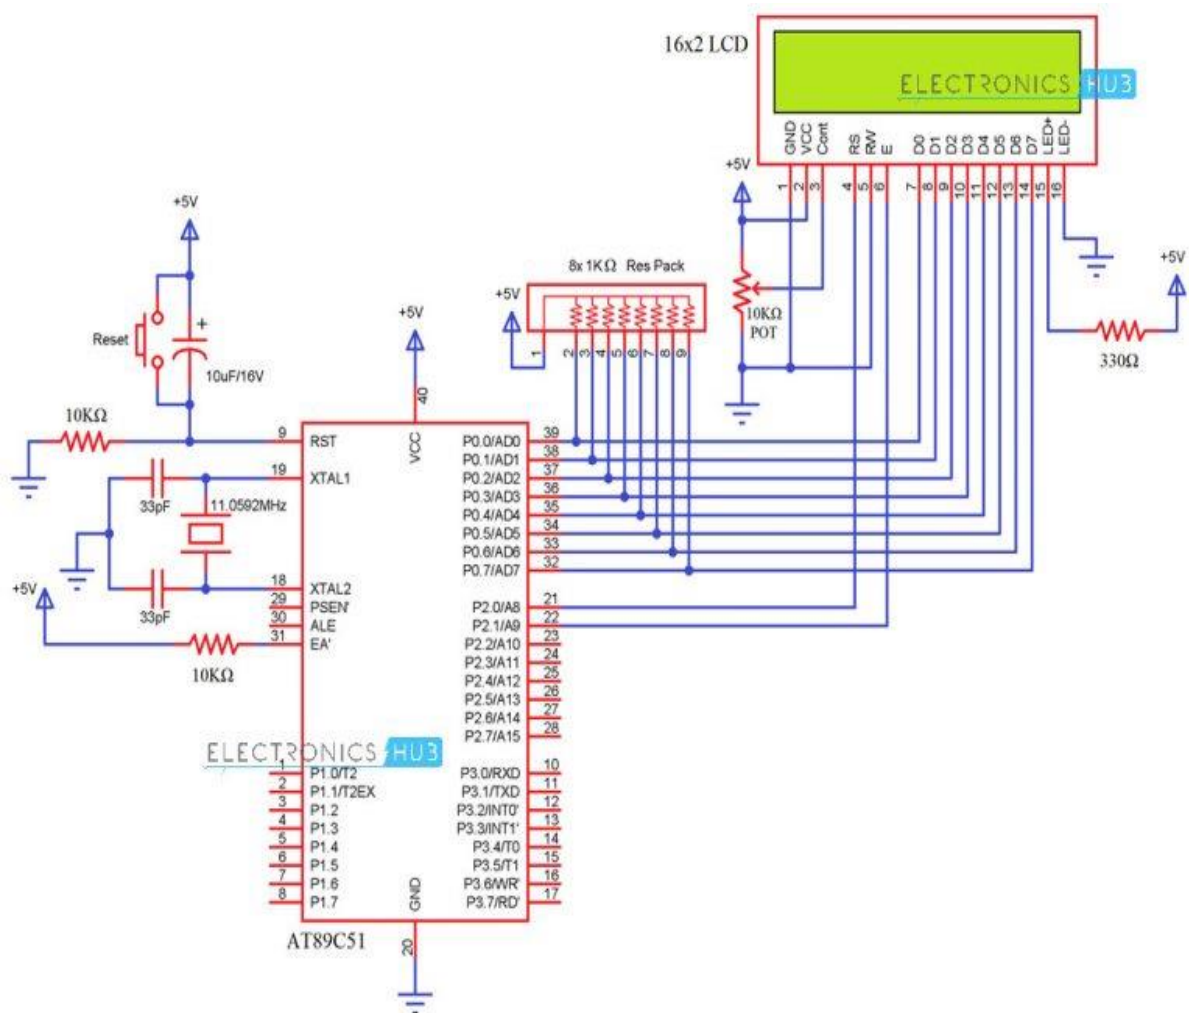 16x2 LCD
ELECTRONICS HUB
GND
VCC
Cont
RS
RW
E
D0
D1
D2
D3
D4
D5
D6
D7
LED+
LED-
1
2
3
4
5
6
7
8
9
10
11
12
13
14
15
16
+5V
10KΩ
POT
+5V
330Ω
8x 1KΩ Res Pack
+5V
1
2
3
4
5
6
7
8
9
+5V
Reset
+
10uF/16V
10KΩ
33pF
11.0592MHz
33pF
+5V
10KΩ
+5V
40
VCC
9 RST
19 XTAL1
18 XTAL2
29 PSEN'
30 ALE
31 EA'
P0.0/AD0 39
P0.1/AD1 38
P0.2/AD2 37
P0.3/AD3 36
P0.4/AD4 35
P0.5/AD5 34
P0.6/AD6 33
P0.7/AD7 32
P2.0/A8 21
P2.1/A9 22
P2.2/A10 23
P2.3/A11 24
P2.4/A12 25
P2.5/A13 26
P2.6/A14 27
P2.7/A15 28
ELECTRONICS HUB
1 P1.0/T2
2 P1.1/T2EX
3 P1.2
4 P1.3
5 P1.4
6 P1.5
7 P1.6
8 P1.7
P3.0/RXD 10
P3.1/TXD 11
P3.2/INT0' 12
P3.3/INT1' 13
P3.4/T0 14
P3.5/T1 15
P3.6/WR' 16
P3.7/RD' 17
GND
20
AT89C51